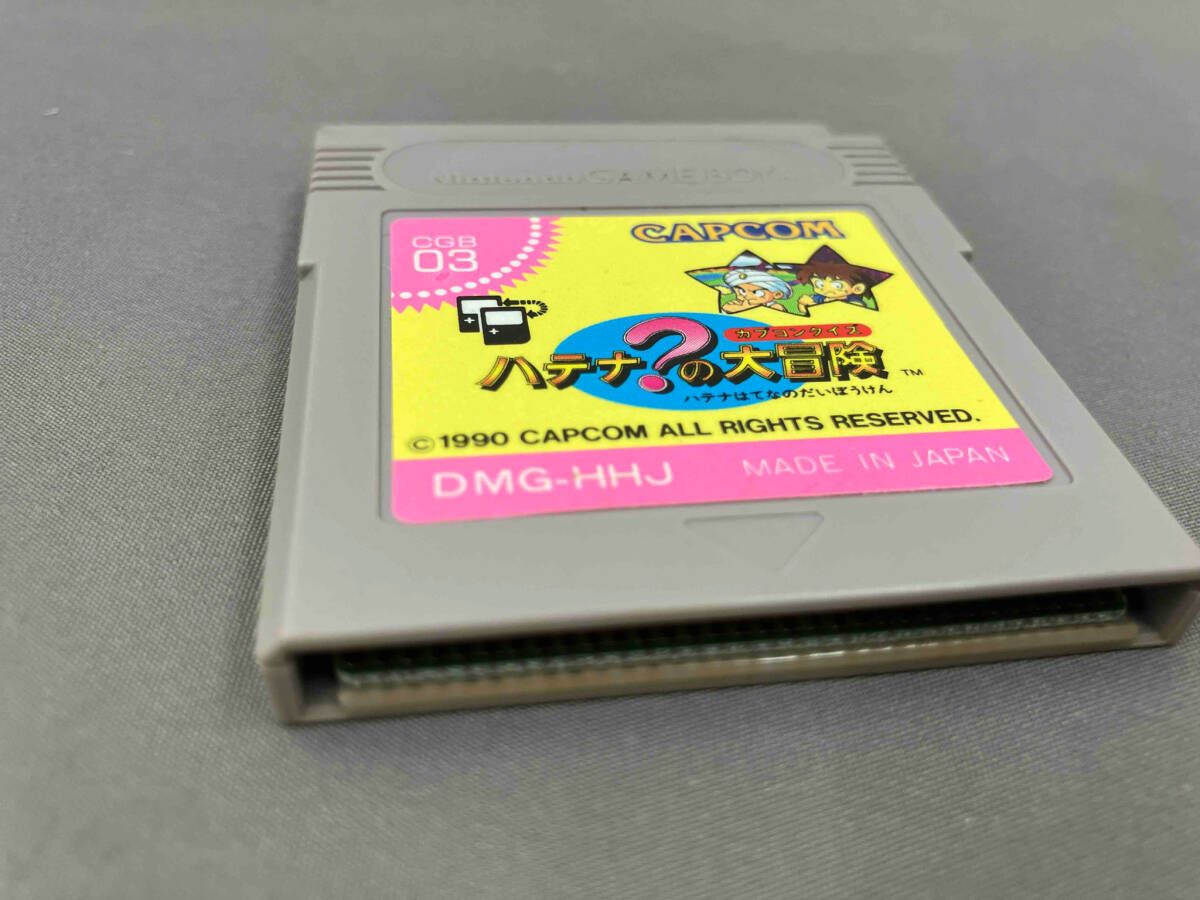 Nintendo GAME BOY
CGB
03
CAPCOM
カプコンクイズ
ハテナ?の大冒険 TM
ハテナはてなのだいぼうけん
©1990 CAPCOM ALL RIGHTS RESERVED.
DMG-HHJ MADE IN JAPAN